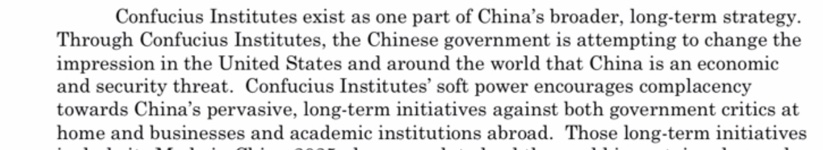 Confucius Institutes exist as one part of China's broader, long-term strategy.
Through Confucius Institutes, the Chinese government is attempting to change the
impression in the United States and around the world that China is an economic
and security threat.  Confucius Institutes' soft power encourages complacency
towards China's pervasive, long-term initiatives against both government critics at
home and businesses and academic institutions abroad.  Those long-term initiatives